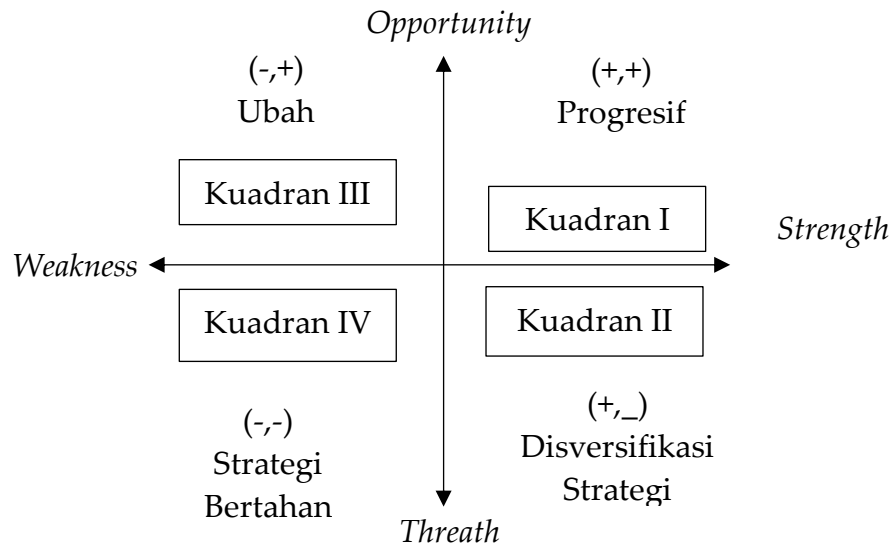 Opportunity
(-,+)
Ubah
(+,+)
Progresif
Kuadran III
Kuadran I
Strength
Weakness
Kuadran IV
Kuadran II
(-,-)
Strategi
Bertahan
(+,_)
Disversifikasi
Strategi
Threath